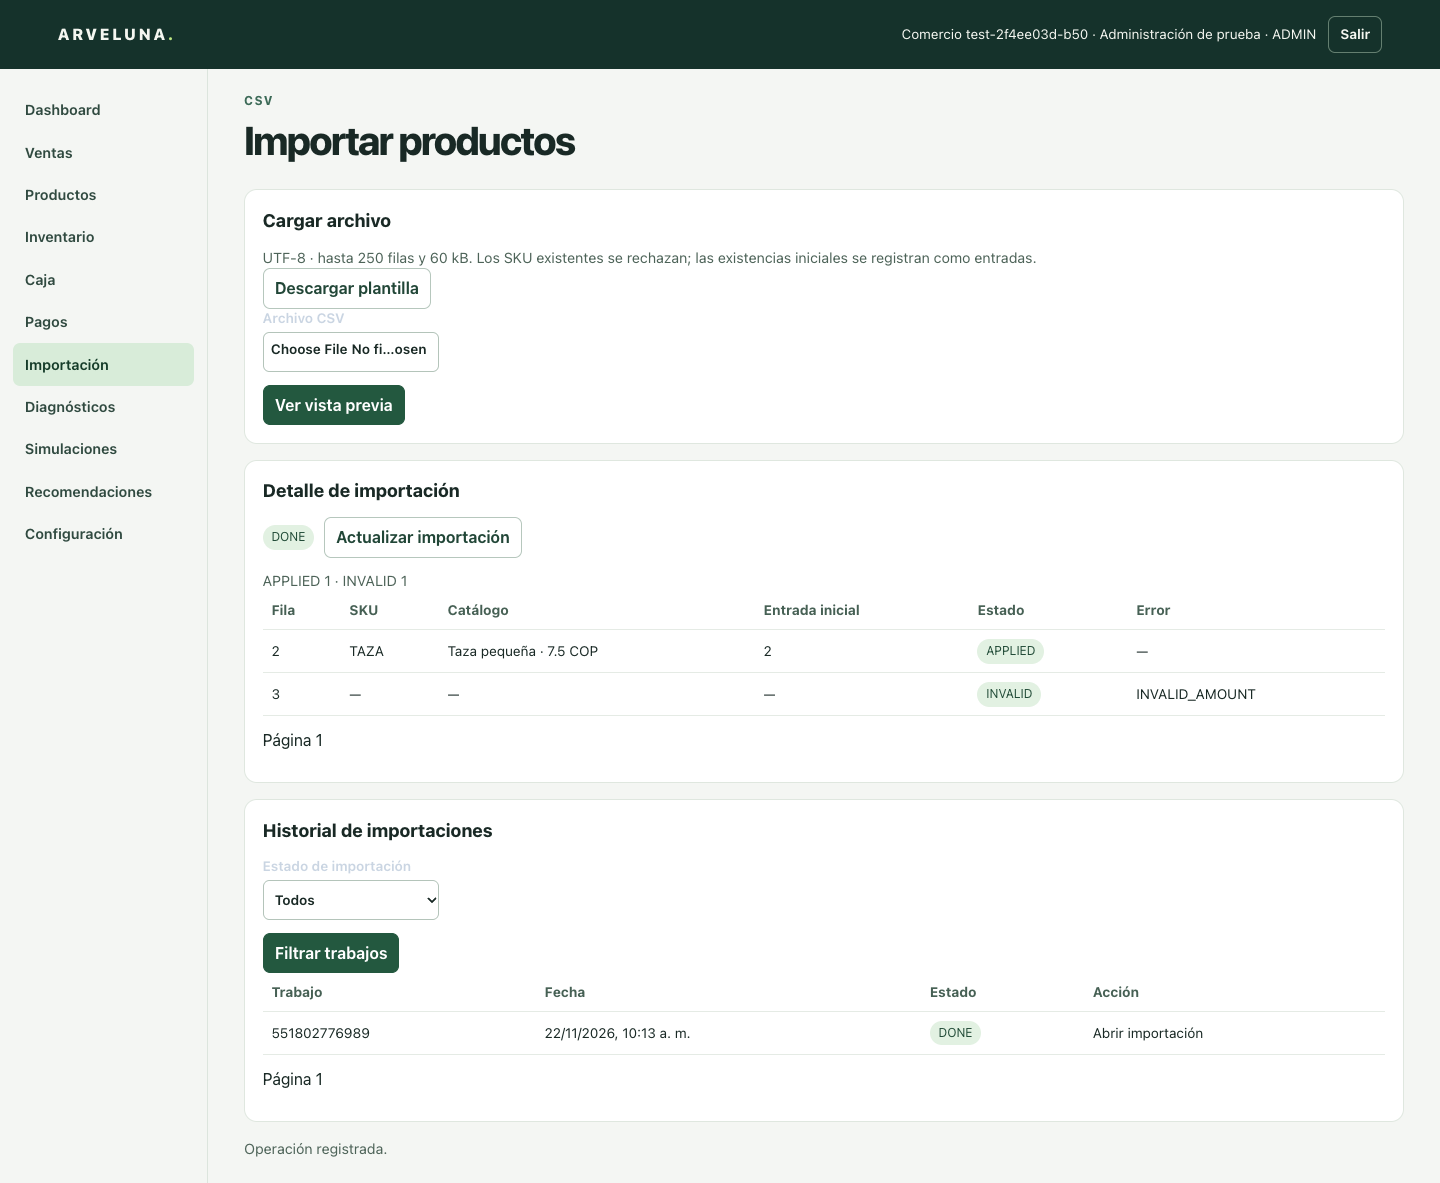 ARVELUNA.
Comercio test-2f4ee03d-b50 · Administración de prueba · ADMIN
Salir
Dashboard
Ventas
Productos
Inventario
Caja
Pagos
Importación
Diagnósticos
Simulaciones
Recomendaciones
Configuración
CSV
Importar productos
Cargar archivo
UTF-8 · hasta 250 filas y 60 kB. Los SKU existentes se rechazan; las existencias iniciales se registran como entradas.
Descargar plantilla
Archivo CSV
Choose File No fi...osen
Ver vista previa
Detalle de importación
DONE Actualizar importación
APPLIED 1 · INVALID 1
Fila SKU Catálogo Entrada inicial Estado Error
2 TAZA Taza pequeña · 7.5 COP 2 APPLIED —
3 — — — INVALID INVALID_AMOUNT
Página 1
Historial de importaciones
Estado de importación
Todos
Filtrar trabajos
Trabajo Fecha Estado Acción
551802776989 22/11/2026, 10:13 a. m. DONE Abrir importación
Página 1
Operación registrada.